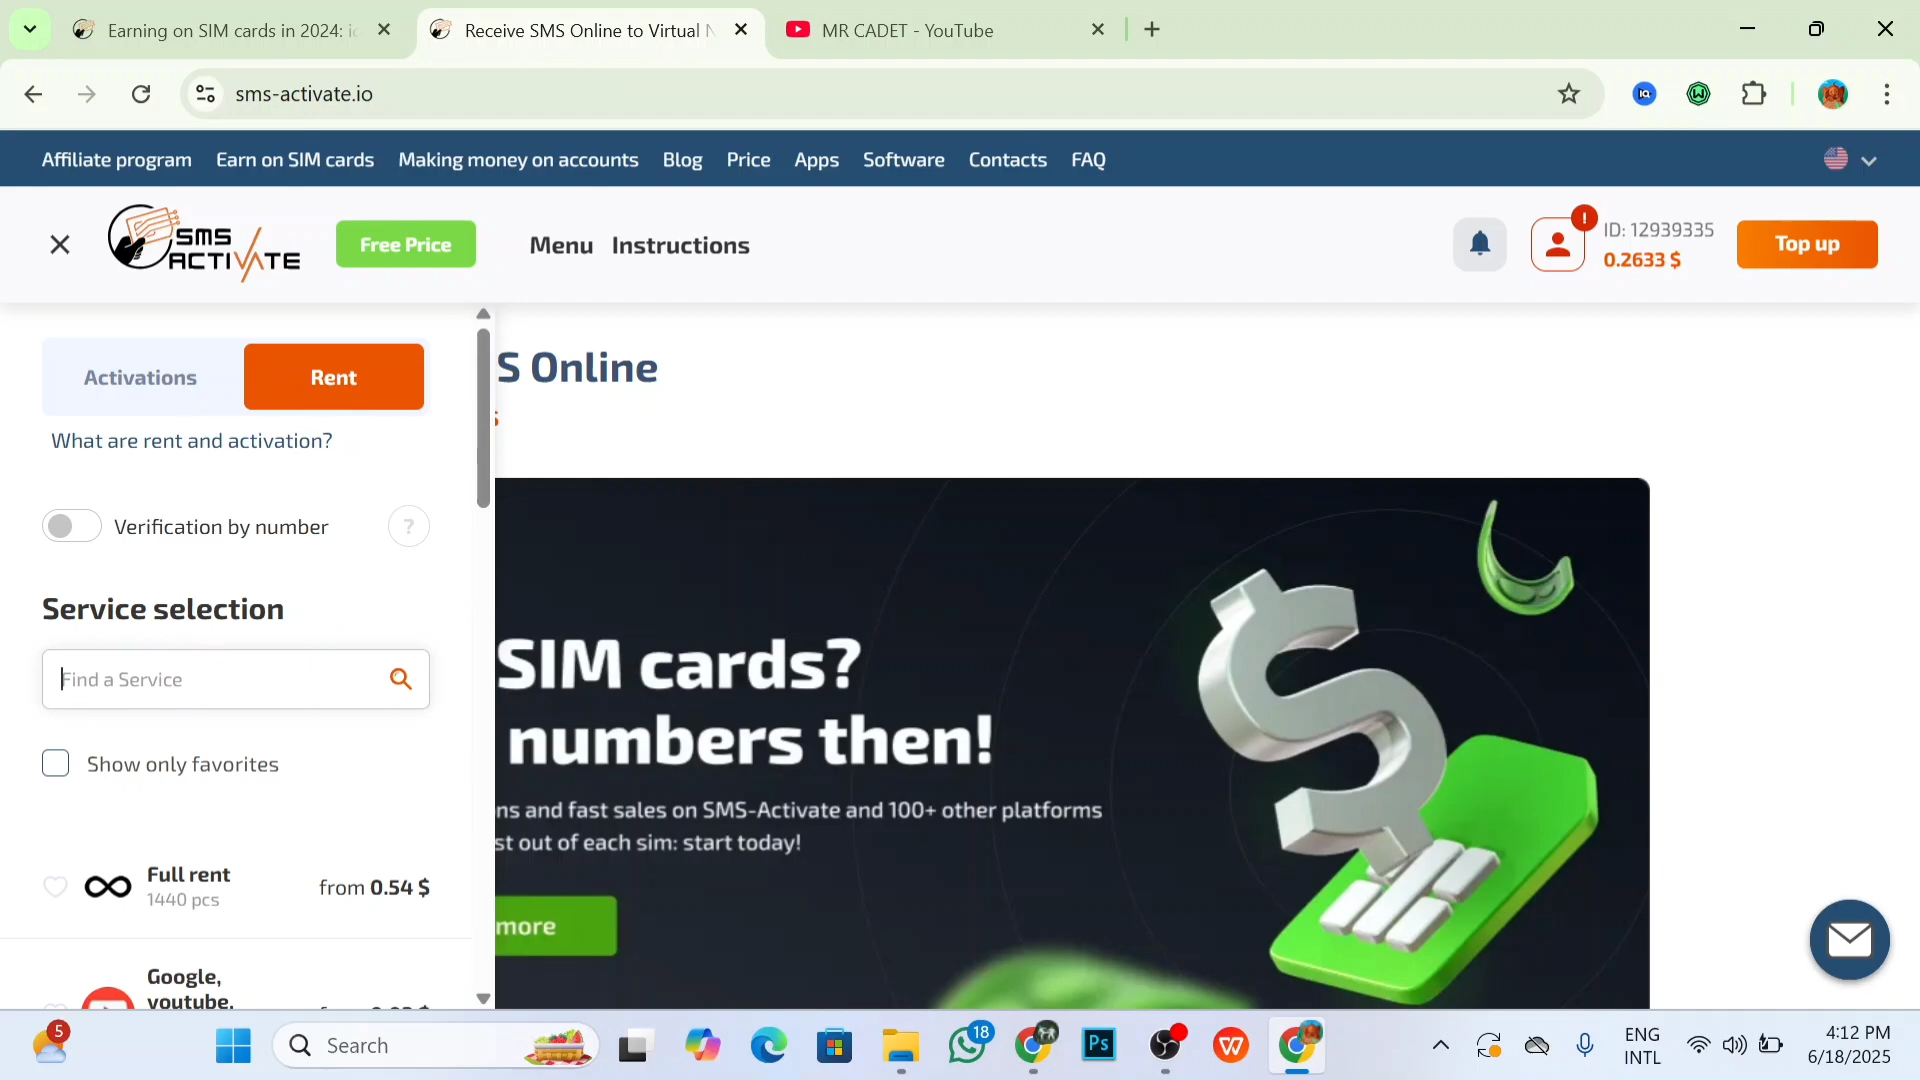 Earning on SIM cards in 2024:
Receive SMS Online to Virtual
MR CADET - YouTube
sms-activate.io
Affiliate program Earn on SIM cards Making money on accounts Blog Price Apps Software Contacts FAQ
SMS
ACTIVATE
Free Price
Menu Instructions
!
ID: 12939335
0.2633 $
Top up
Activations Rent
What are rent and activation?
S Online
Verification by number ?
Service selection
Find a Service
Show only favorites
Full rent
1440 pcs
from 0.54 $
Google,
youtube,
SIM cards?
numbers then!
ns and fast sales on SMS-Activate and 100+ other platforms
st out of each sim: start today!
more
5
Search
18
Ps
ENG
INTL
4:12 PM
6/18/2025